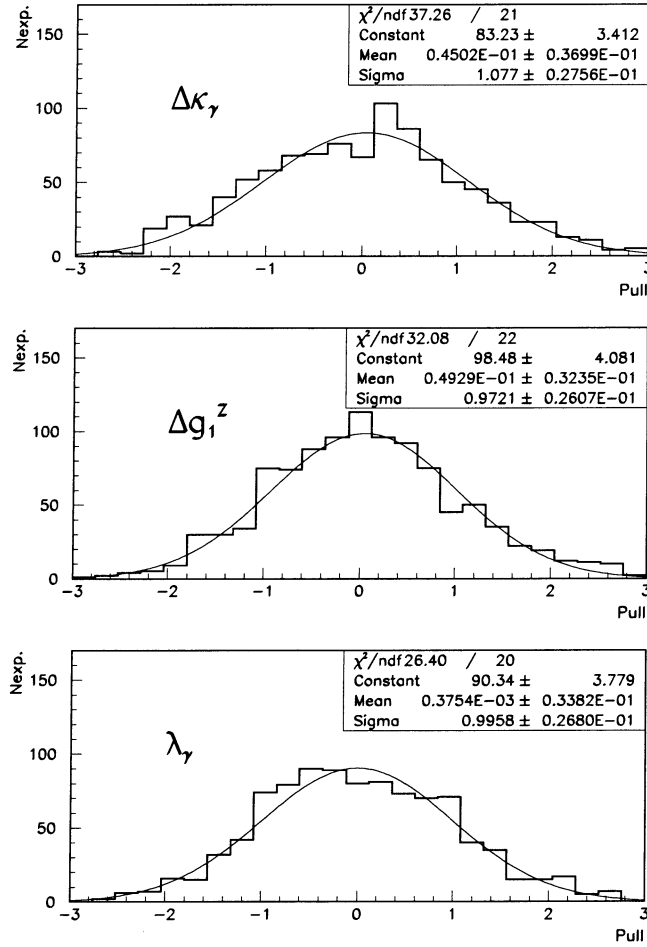 Nexp.
χ²/ndf 37.26 / 21
Constant 83.23 ± 3.412
Mean 0.4502E−01 ± 0.3699E−01
Sigma 1.077 ± 0.2756E−01
Δκγ
150
100
50
0
−3 −2 −1 0 1 2 3
Pull
Nexp.
χ²/ndf 32.08 / 22
Constant 98.48 ± 4.081
Mean 0.4929E−01 ± 0.3235E−01
Sigma 0.9721 ± 0.2607E−01
Δg₁ᶻ
150
100
50
0
−3 −2 −1 0 1 2 3
Pull
Nexp.
χ²/ndf 26.40 / 20
Constant 90.34 ± 3.779
Mean 0.3754E−03 ± 0.3382E−01
Sigma 0.9958 ± 0.2680E−01
λγ
150
100
50
0
−3 −2 −1 0 1 2 3
Pull